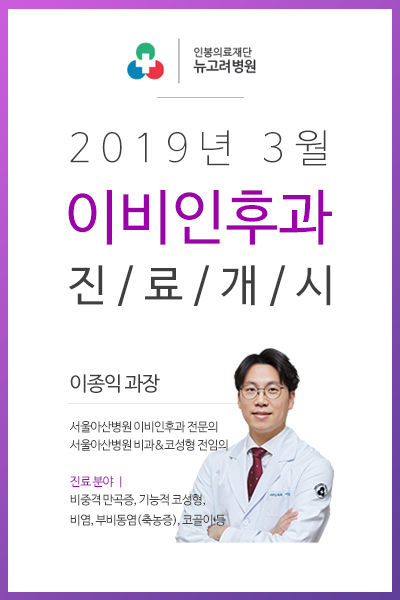 인봉의료재단
뉴고려병원
2019년 3월
이비인후과
진/료/개/시
이종익 과장
서울아산병원 이비인후과 전문의
서울아산병원 비과&코성형 전임의
진료 분야 |
비중격 만곡증, 기능적 코성형,
비염, 부비동염(축농증), 코골이 등